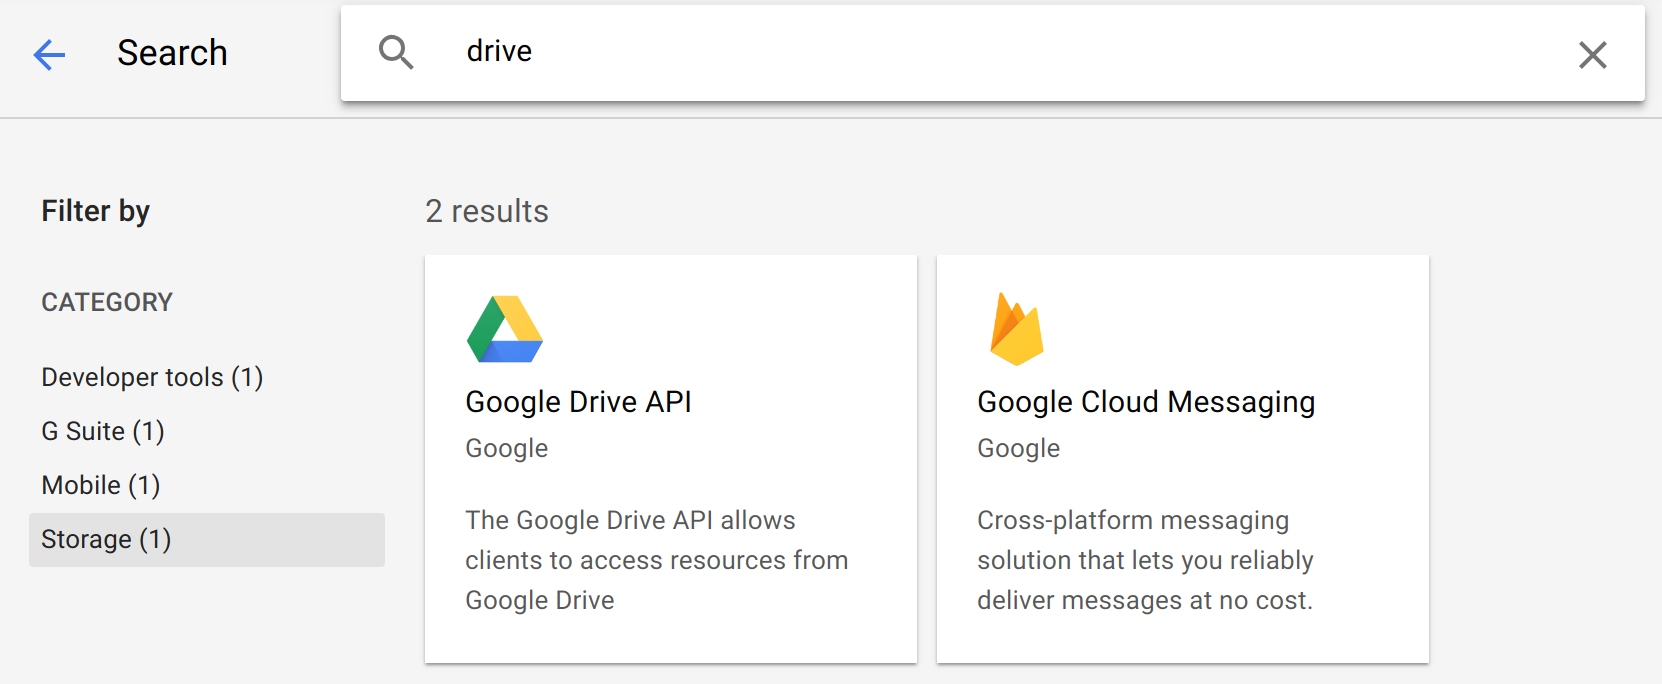 Search
drive
Filter by
CATEGORY
Developer tools (1)
G Suite (1)
Mobile (1)
Storage (1)
2 results
Google Drive API
Google
The Google Drive API allows
clients to access resources from
Google Drive
Google Cloud Messaging
Google
Cross-platform messaging
solution that lets you reliably
deliver messages at no cost.